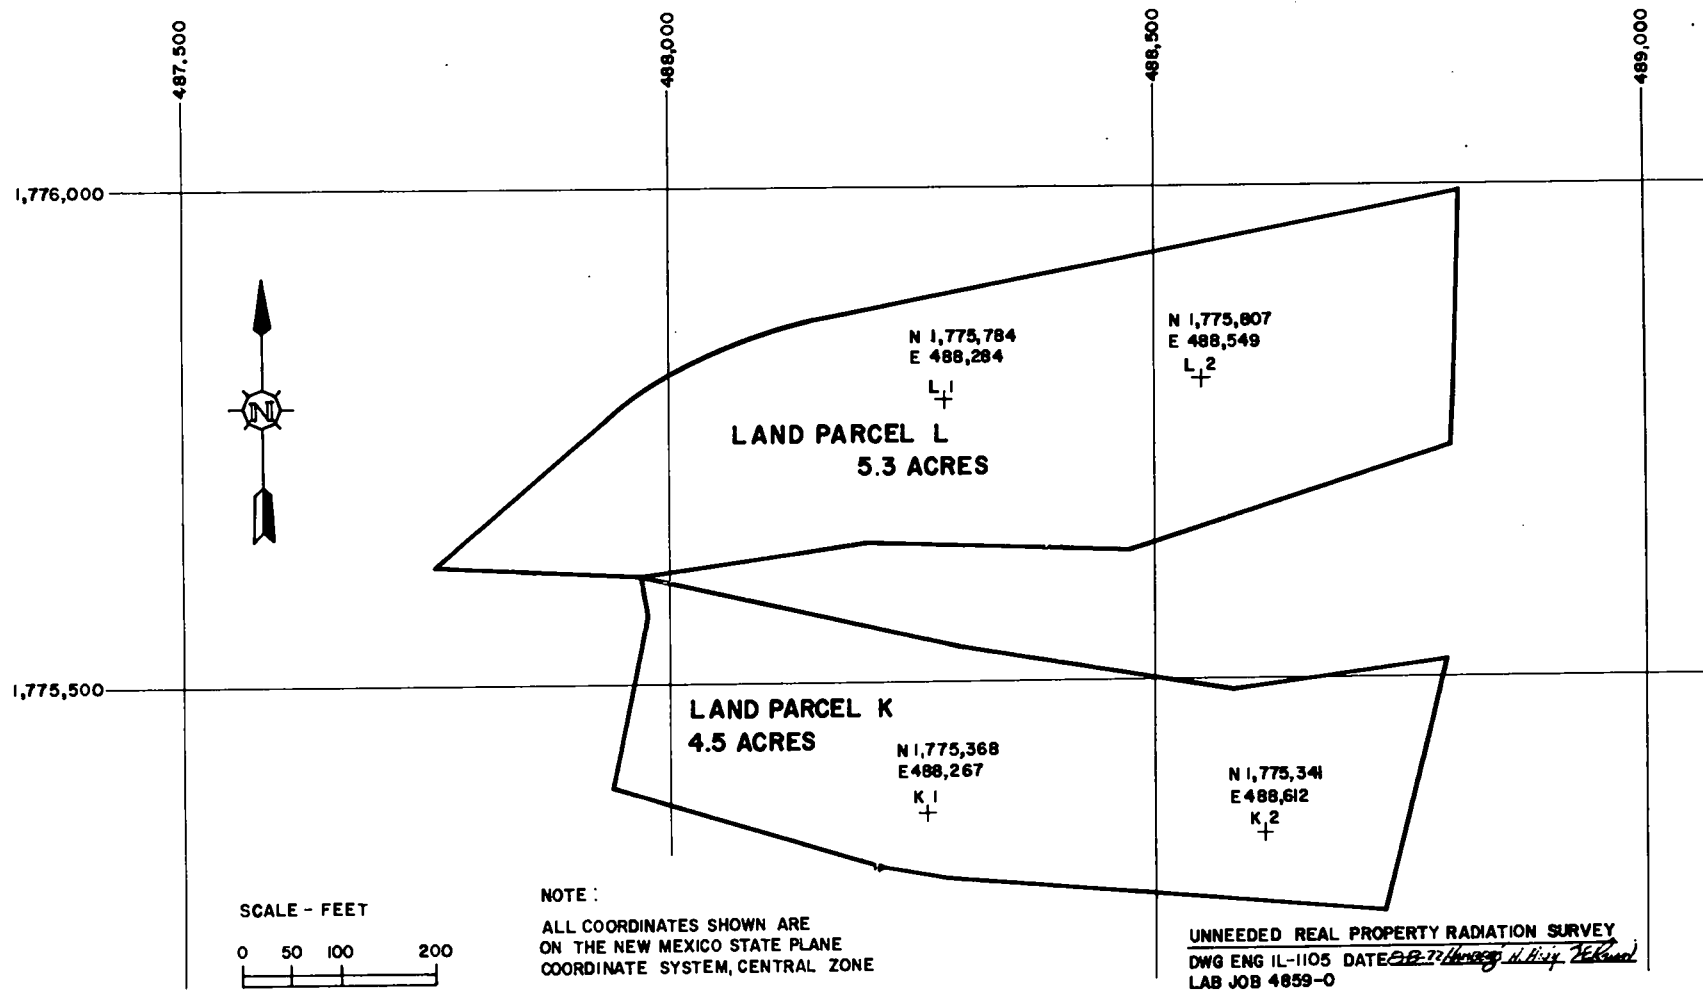 487,500
488,000
488,500
489,000
1,776,000
N 1,775,784
E 488,284
L 1
N 1,775,807
E 488,549
L 2
N
LAND PARCEL L
5.3 ACRES
1,775,500
LAND PARCEL K
4.5 ACRES
N 1,775,368
E 488,267
K 1
N 1,775,341
E 488,612
K 2
SCALE - FEET
0 50 100 200
NOTE :
ALL COORDINATES SHOWN ARE
ON THE NEW MEXICO STATE PLANE
COORDINATE SYSTEM, CENTRAL ZONE
UNNEEDED REAL PROPERTY RADIATION SURVEY
DWG ENG IL-1105 DATE
LAB JOB 4859-0